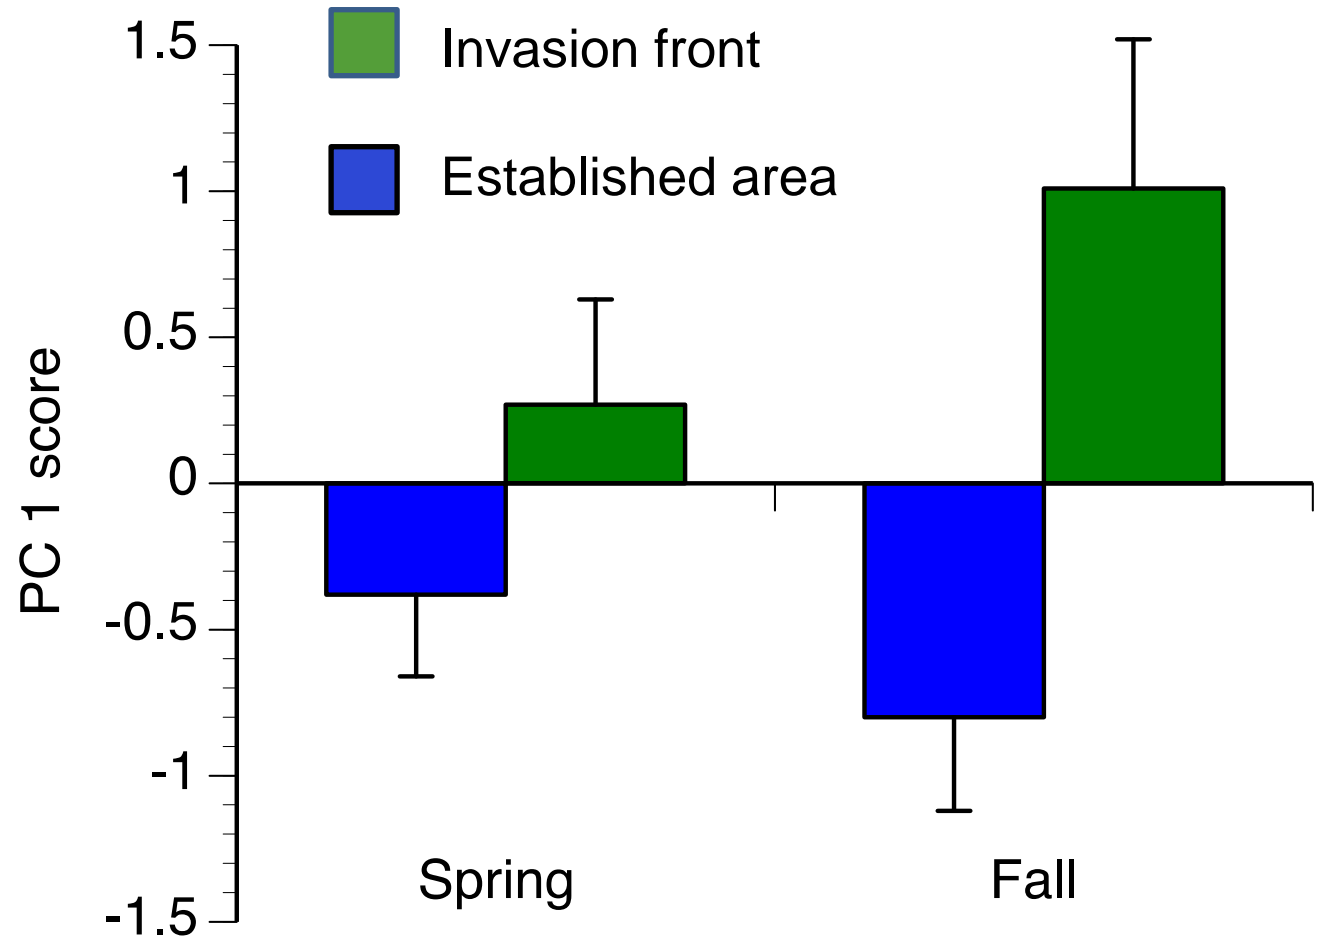 Invasion front
Established area
PC 1 score
1.5
1
0.5
0
-0.5
-1
-1.5
Spring
Fall